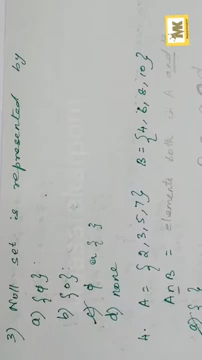 3) Null set is represented by
a) {φ}
b) {0}
c) φ or { }
d) none
4. A = {2, 3, 5, 7} B = {4, 6, 8, 10}
A∩B = elements both in A and
a) { }
MK